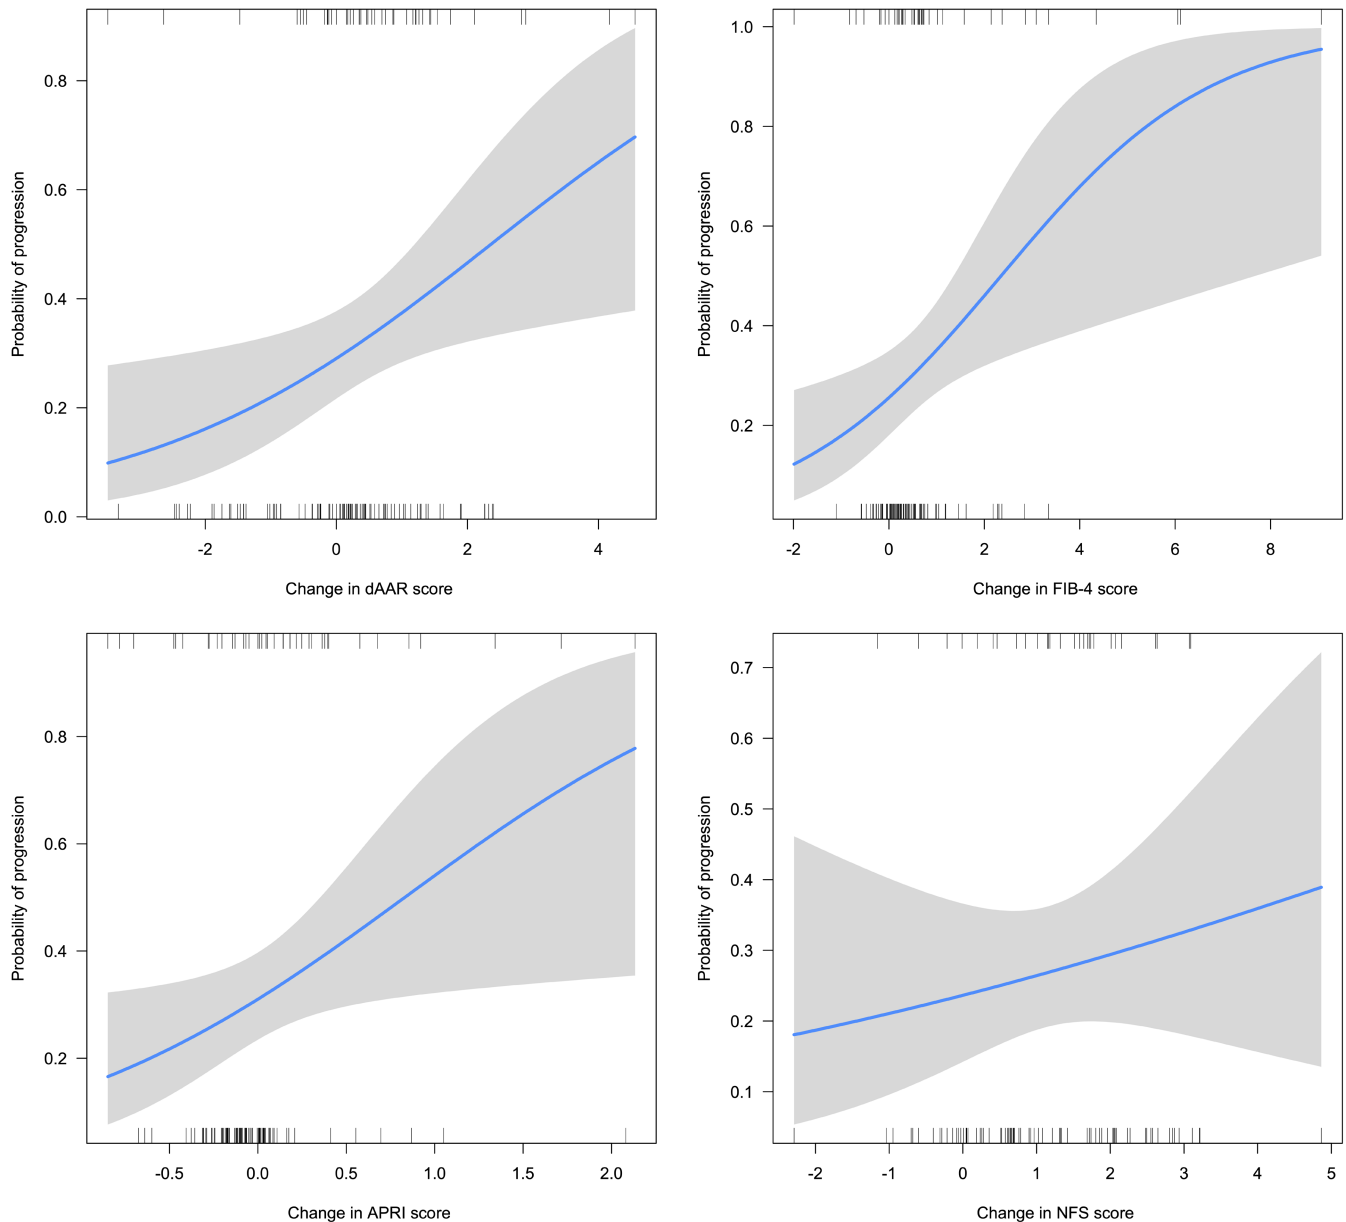 0.8
0.6
0.4
0.2
0.0
Probability of progression
-2 0 2 4
Change in dAAR score
1.0
0.8
0.6
0.4
0.2
Probability of progression
-2 0 2 4 6 8
Change in FIB-4 score
0.8
0.6
0.4
0.2
Probability of progression
-0.5 0.0 0.5 1.0 1.5 2.0
Change in APRI score
0.7
0.6
0.5
0.4
0.3
0.2
0.1
Probability of progression
-2 -1 0 1 2 3 4 5
Change in NFS score